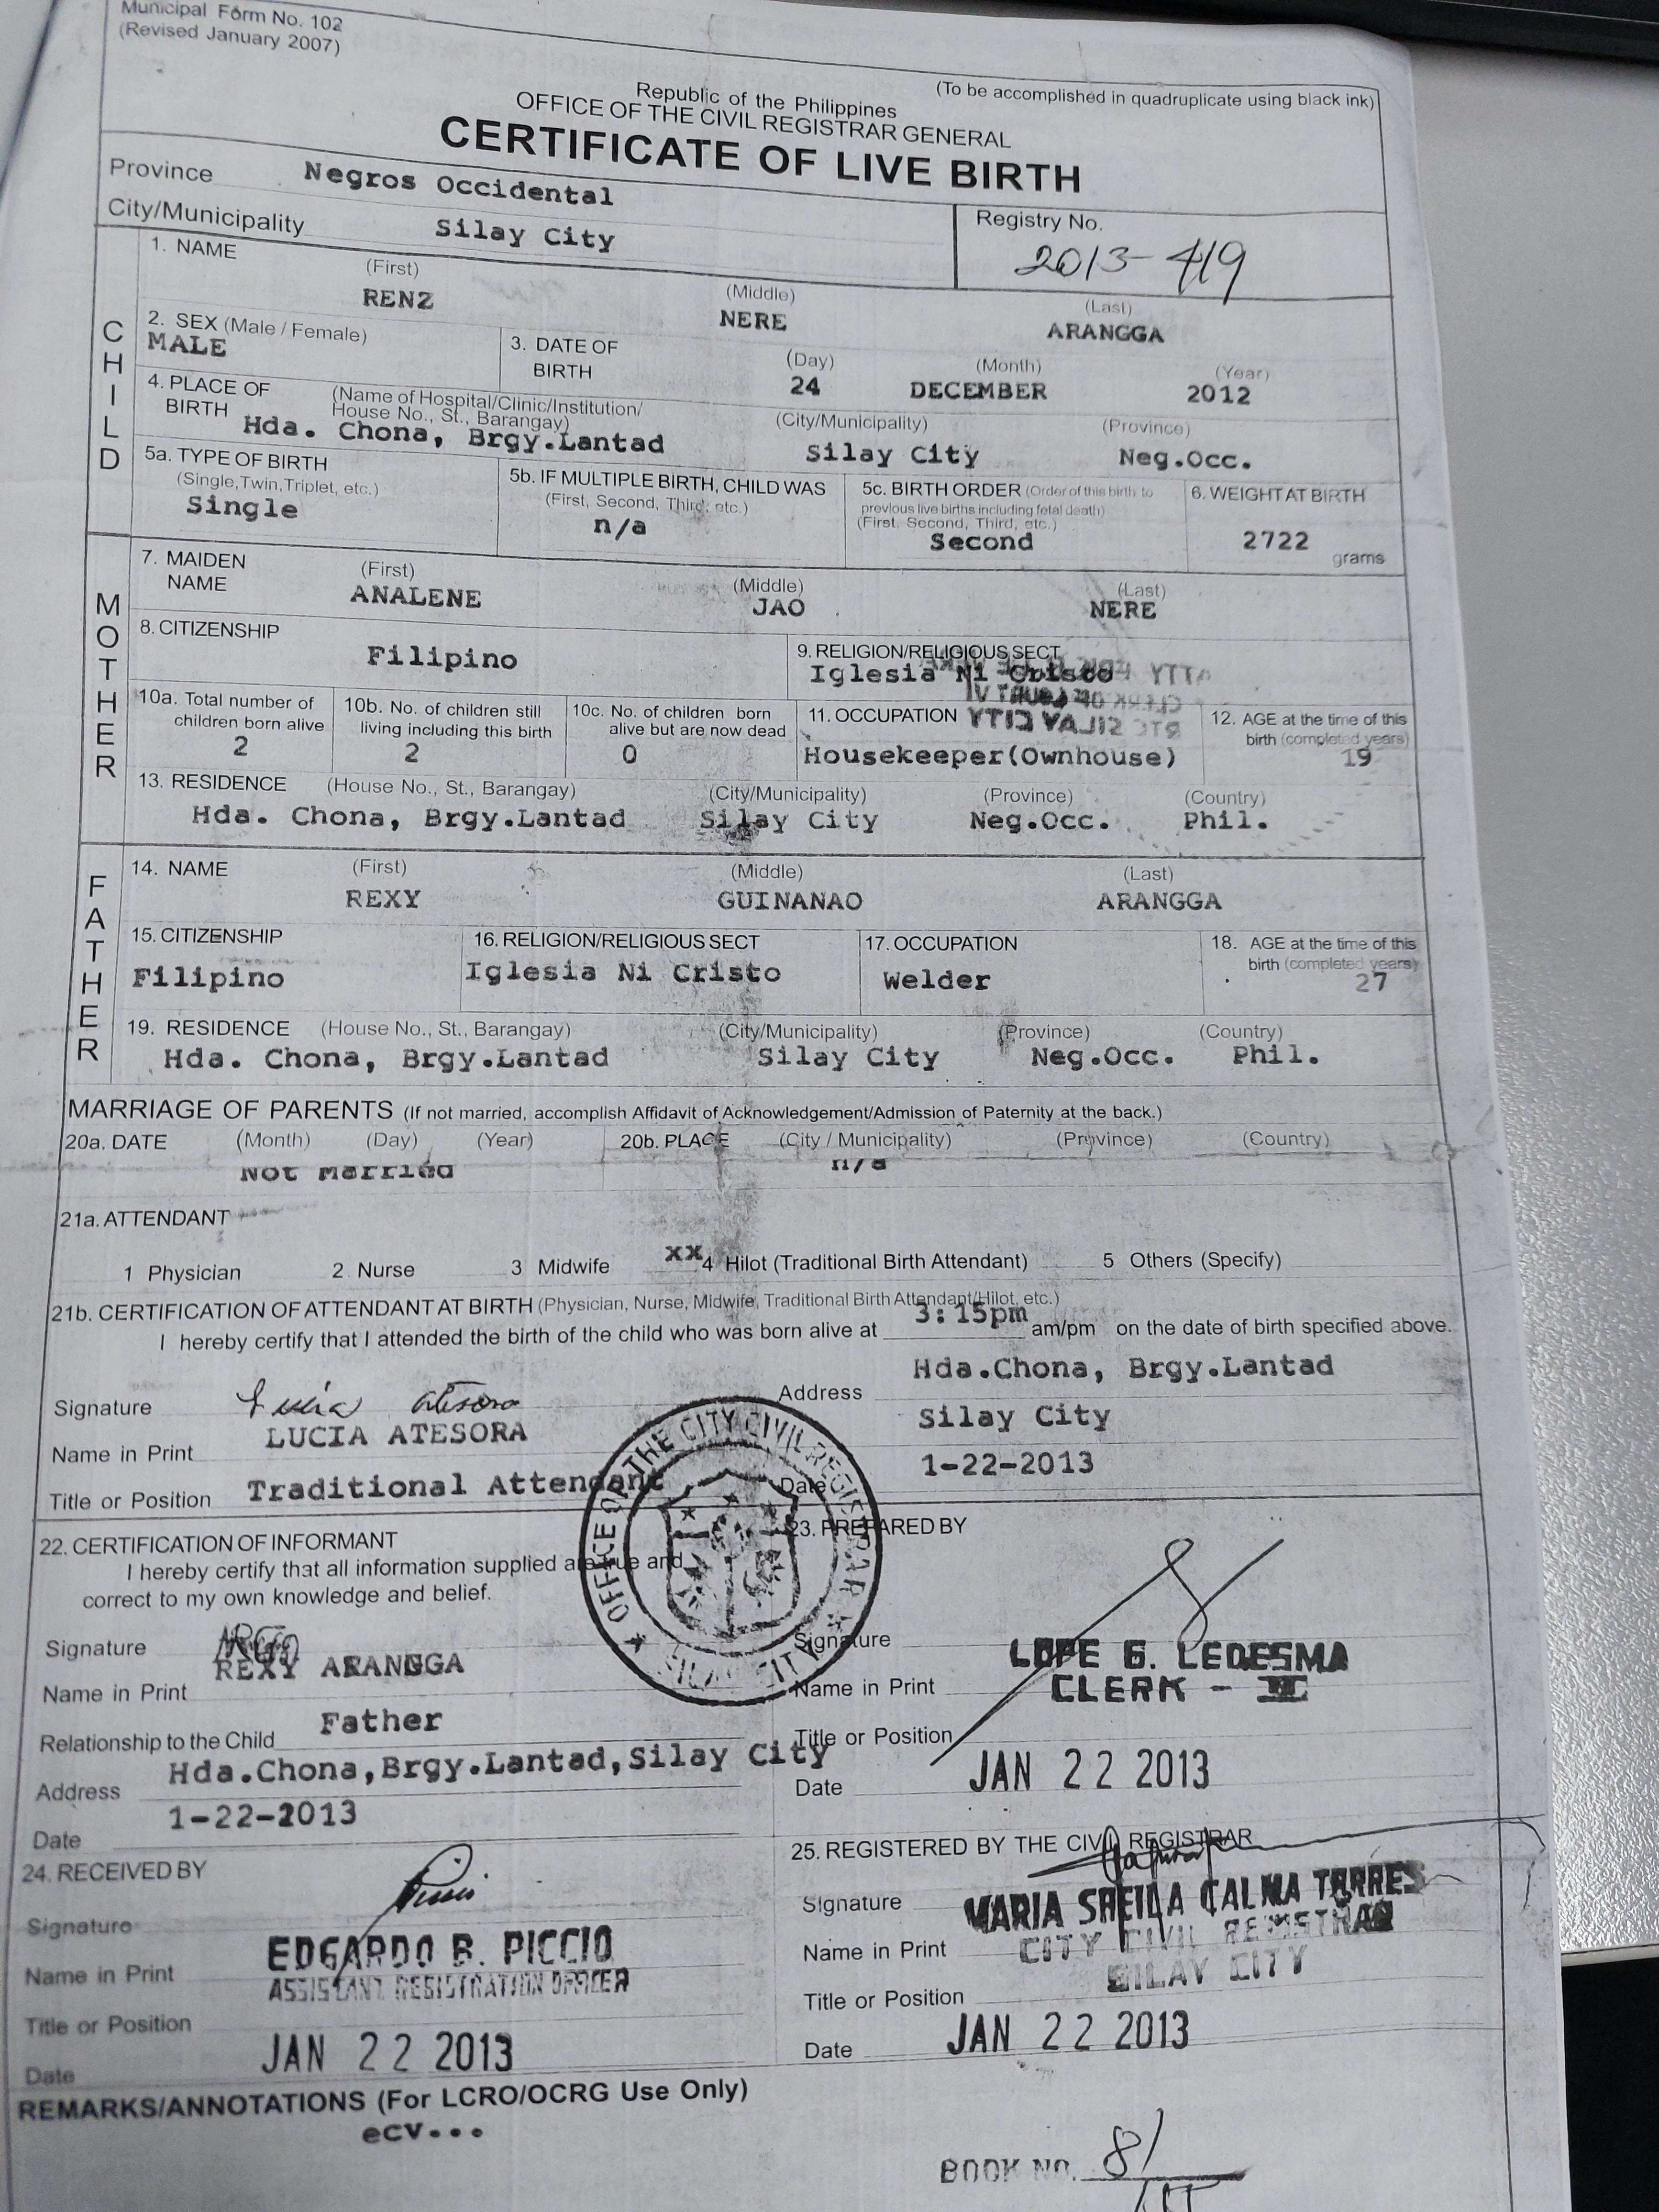 Municipal Form No. 102
(Revised January 2007)
(To be accomplished in quadruplicate using black ink)
Republic of the Philippines
OFFICE OF THE CIVIL REGISTRAR GENERAL
CERTIFICATE OF LIVE BIRTH
Province Negros Occidental
City/Municipality Silay City
Registry No.
2013-419
CHILD
1. NAME (First) (Middle) (Last)
RENZ NERE ARANGGA
2. SEX (Male / Female)
MALE
3. DATE OF BIRTH (Day) (Month) (Year)
24 DECEMBER 2012
4. PLACE OF BIRTH (Name of Hospital/Clinic/Institution/ House No., St., Barangay) (City/Municipality) (Province)
Hda. Chona, Brgy.Lantad Silay City Neg.Occ.
5a. TYPE OF BIRTH
(Single,Twin,Triplet, etc.)
Single
5b. IF MULTIPLE BIRTH, CHILD WAS
(First, Second, Third, etc.)
n/a
5c. BIRTH ORDER (Order of this birth to
previous live births including fetal death)
(First, Second, Third, etc.)
Second
6. WEIGHT AT BIRTH
2722 grams
MOTHER
7. MAIDEN NAME (First) (Middle) (Last)
ANALENE JAO NERE
8. CITIZENSHIP
Filipino
9. RELIGION/RELIGIOUS SECT
Iglesia Ni Cristo
10a. Total number of
children born alive
2
10b. No. of children still
living including this birth
2
10c. No. of children born
alive but are now dead
0
11. OCCUPATION
Housekeeper(Ownhouse)
12. AGE at the time of this
birth (completed years)
19
13. RESIDENCE (House No., St., Barangay) (City/Municipality) (Province) (Country)
Hda. Chona, Brgy.Lantad Silay City Neg.Occ. Phil.
FATHER
14. NAME (First) (Middle) (Last)
REXY GUINANAO ARANGGA
15. CITIZENSHIP
Filipino
16. RELIGION/RELIGIOUS SECT
Iglesia Ni Cristo
17. OCCUPATION
Welder
18. AGE at the time of this
birth (completed years)
27
19. RESIDENCE (House No., St., Barangay) (City/Municipality) (Province) (Country)
Hda. Chona, Brgy.Lantad Silay City Neg.Occ. Phil.
MARRIAGE OF PARENTS (If not married, accomplish Affidavit of Acknowledgement/Admission of Paternity at the back.)
20a. DATE (Month) (Day) (Year) 20b. PLACE (City / Municipality) (Province) (Country)
Not Married n/a
21a. ATTENDANT
1 Physician 2 Nurse 3 Midwife xx 4 Hilot (Traditional Birth Attendant) 5 Others (Specify)
21b. CERTIFICATION OF ATTENDANT AT BIRTH (Physician, Nurse, Midwife, Traditional Birth Attendant/Hilot, etc.)
I hereby certify that I attended the birth of the child who was born alive at 3:15pm am/pm on the date of birth specified above.
Signature Lucia Atesora
Name in Print LUCIA ATESORA
Title or Position Traditional Attendant
Address Hda.Chona, Brgy.Lantad
Silay City
Date 1-22-2013
OFFICE OF THE CITY CIVIL REGISTRAR
SILAY CITY
22. CERTIFICATION OF INFORMANT
I hereby certify that all information supplied are true and
correct to my own knowledge and belief.
Signature
Name in Print REXY ARANGGA
Relationship to the Child Father
Address Hda.Chona,Brgy.Lantad,Silay City
Date 1-22-2013
23. PREPARED BY
Signature
Name in Print LOPE G. LEDESMA
CLERK - III
Title or Position
Date JAN 22 2013
24. RECEIVED BY
Signature
Name in Print EDGARDO B. PICCIO
ASSISTANT REGISTRATION OFFICER
Title or Position
Date JAN 22 2013
25. REGISTERED BY THE CIVIL REGISTRAR
Signature
MARIA SHEILA CALMA TORRES
Name in Print
CITY CIVIL REGISTRAR
SILAY CITY
Title or Position
Date JAN 22 2013
REMARKS/ANNOTATIONS (For LCRO/OCRG Use Only)
eCV...
BOOK NO. 81